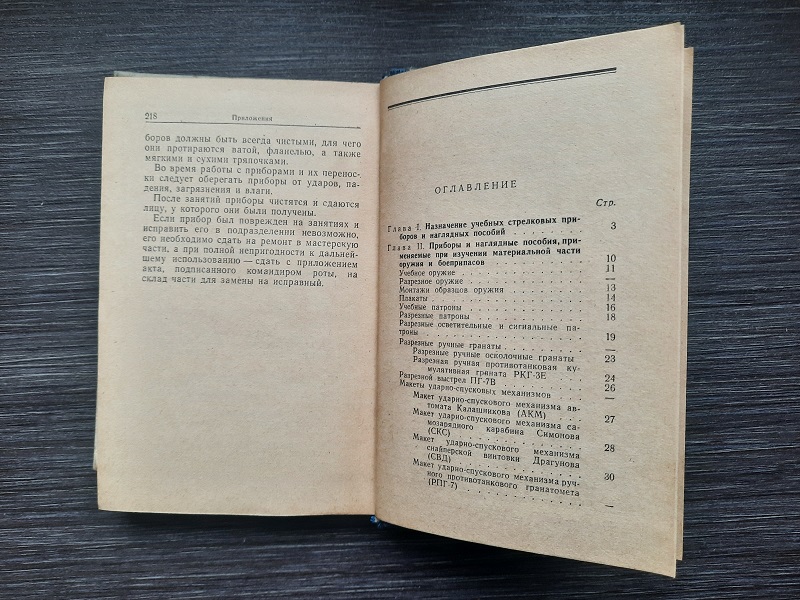 218 Приложения
боров должны быть всегда чистыми, для чего
они протираются ватой, фланелью, а также
мягкими и сухими тряпочками.
Во время работы с приборами и их перенос-
ки следует оберегать приборы от ударов, па-
дения, загрязнения и влаги.
После занятий приборы чистятся и сдаются
лицу, у которого они были получены.
Если прибор был поврежден на занятиях и
исправить его в подразделении невозможно,
его необходимо сдать на ремонт в мастерскую
части, а при полной непригодности к дальней-
шему использованию — сдать с приложением
акта, подписанного командиром роты, на
склад части для замены на исправный.
ОГЛАВЛЕНИЕ
Стр.
Глава I. Назначение учебных стрелковых при-
боров и наглядных пособий . . . . . . 3
Глава II. Приборы и наглядные пособия, при-
меняемые при изучении материальной части
оружия и боеприпасов . . . . . . 10
Учебное оружие . . . . . . 11
Разрезное оружие . . . . . . —
Монтажи образцов оружия . . . . . . 13
Плакаты . . . . . . 14
Учебные патроны . . . . . . 16
Разрезные патроны . . . . . . 18
Разрезные осветительные и сигнальные пат-
роны . . . . . . 19
Разрезные ручные гранаты . . . . . . —
Разрезные ручные осколочные гранаты 23
Разрезная ручная противотанковая ку-
мулятивная граната РКГ-3Е . . . . . . 24
Разрезной выстрел ПГ-7В . . . . . . 26
Макеты ударно-спусковых механизмов . . —
Макет ударно-спускового механизма ав-
томата Калашникова (АКМ) . . . . . . 27
Макет ударно-спускового механизма са-
мозарядного карабина Симонова
(СКС) . . . . . . 28
Макет ударно-спускового механизма
снайперской винтовки Драгунова
(СВД) . . . . . . 30
Макет ударно-спускового механизма руч-
ного противотанкового гранатомета
(РПГ-7) . . . . . . —